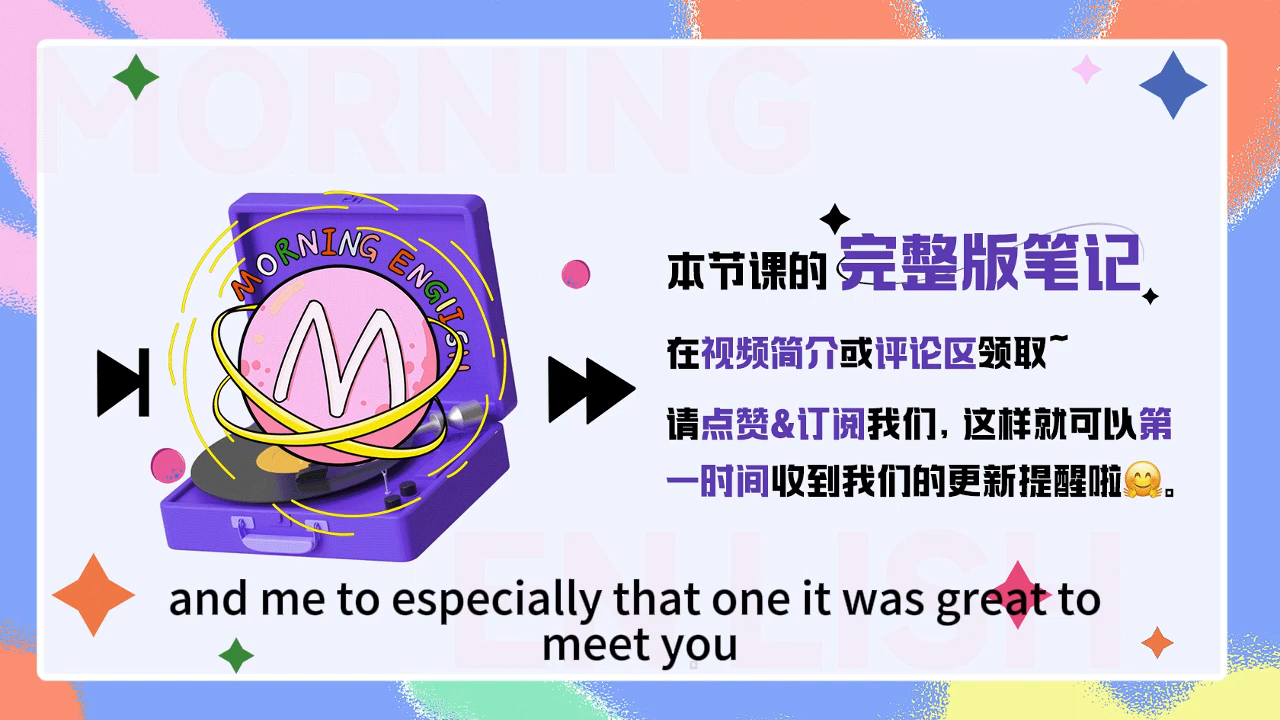 MORNING
MORNING ENGLISH
M
本节课的 完整版笔记
在视频简介或评论区领取~
请点赞&订阅我们，这样就可以第
一时间收到我们的更新提醒啦🤗。
ENGLISH
and me to especially that one it was great to
meet you